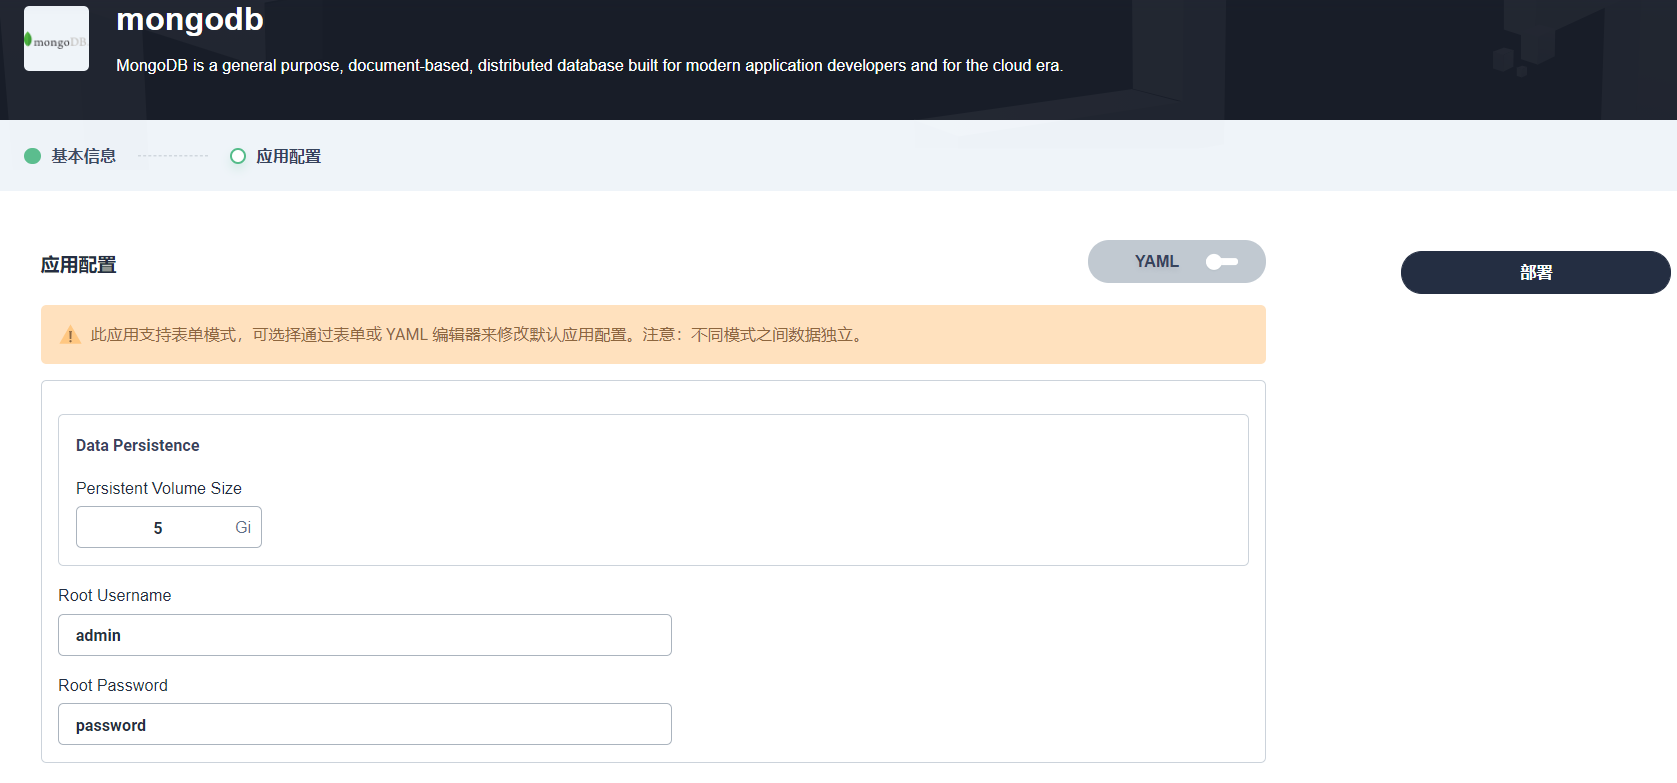 mongoDB
mongodb
MongoDB is a general purpose, document-based, distributed database built for modern application developers and for the cloud era.
基本信息
应用配置
应用配置
YAML
部署
此应用支持表单模式，可选择通过表单或 YAML 编辑器来修改默认应用配置。注意：不同模式之间数据独立。
Data Persistence
Persistent Volume Size
5 Gi
Root Username
admin
Root Password
password